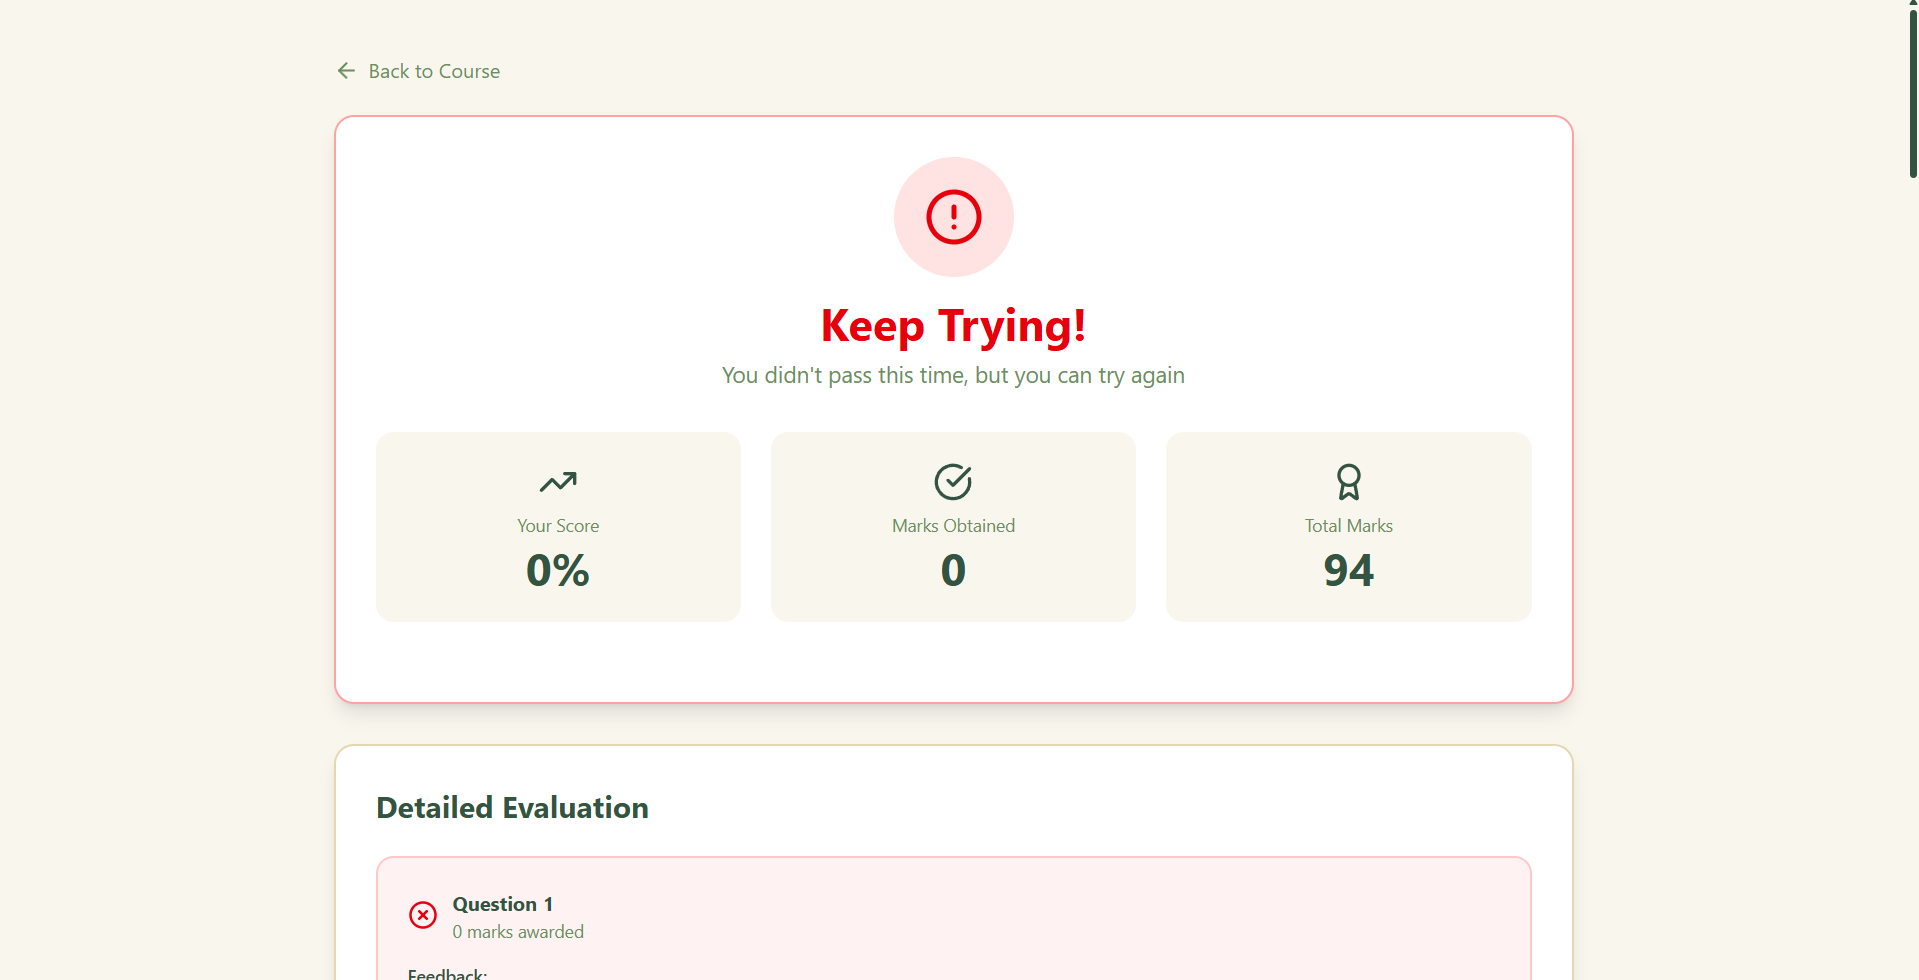 Back to Course
Keep Trying!
You didn't pass this time, but you can try again
Your Score
0%
Marks Obtained
0
Total Marks
94
Detailed Evaluation
Question 1
0 marks awarded
Feedback: